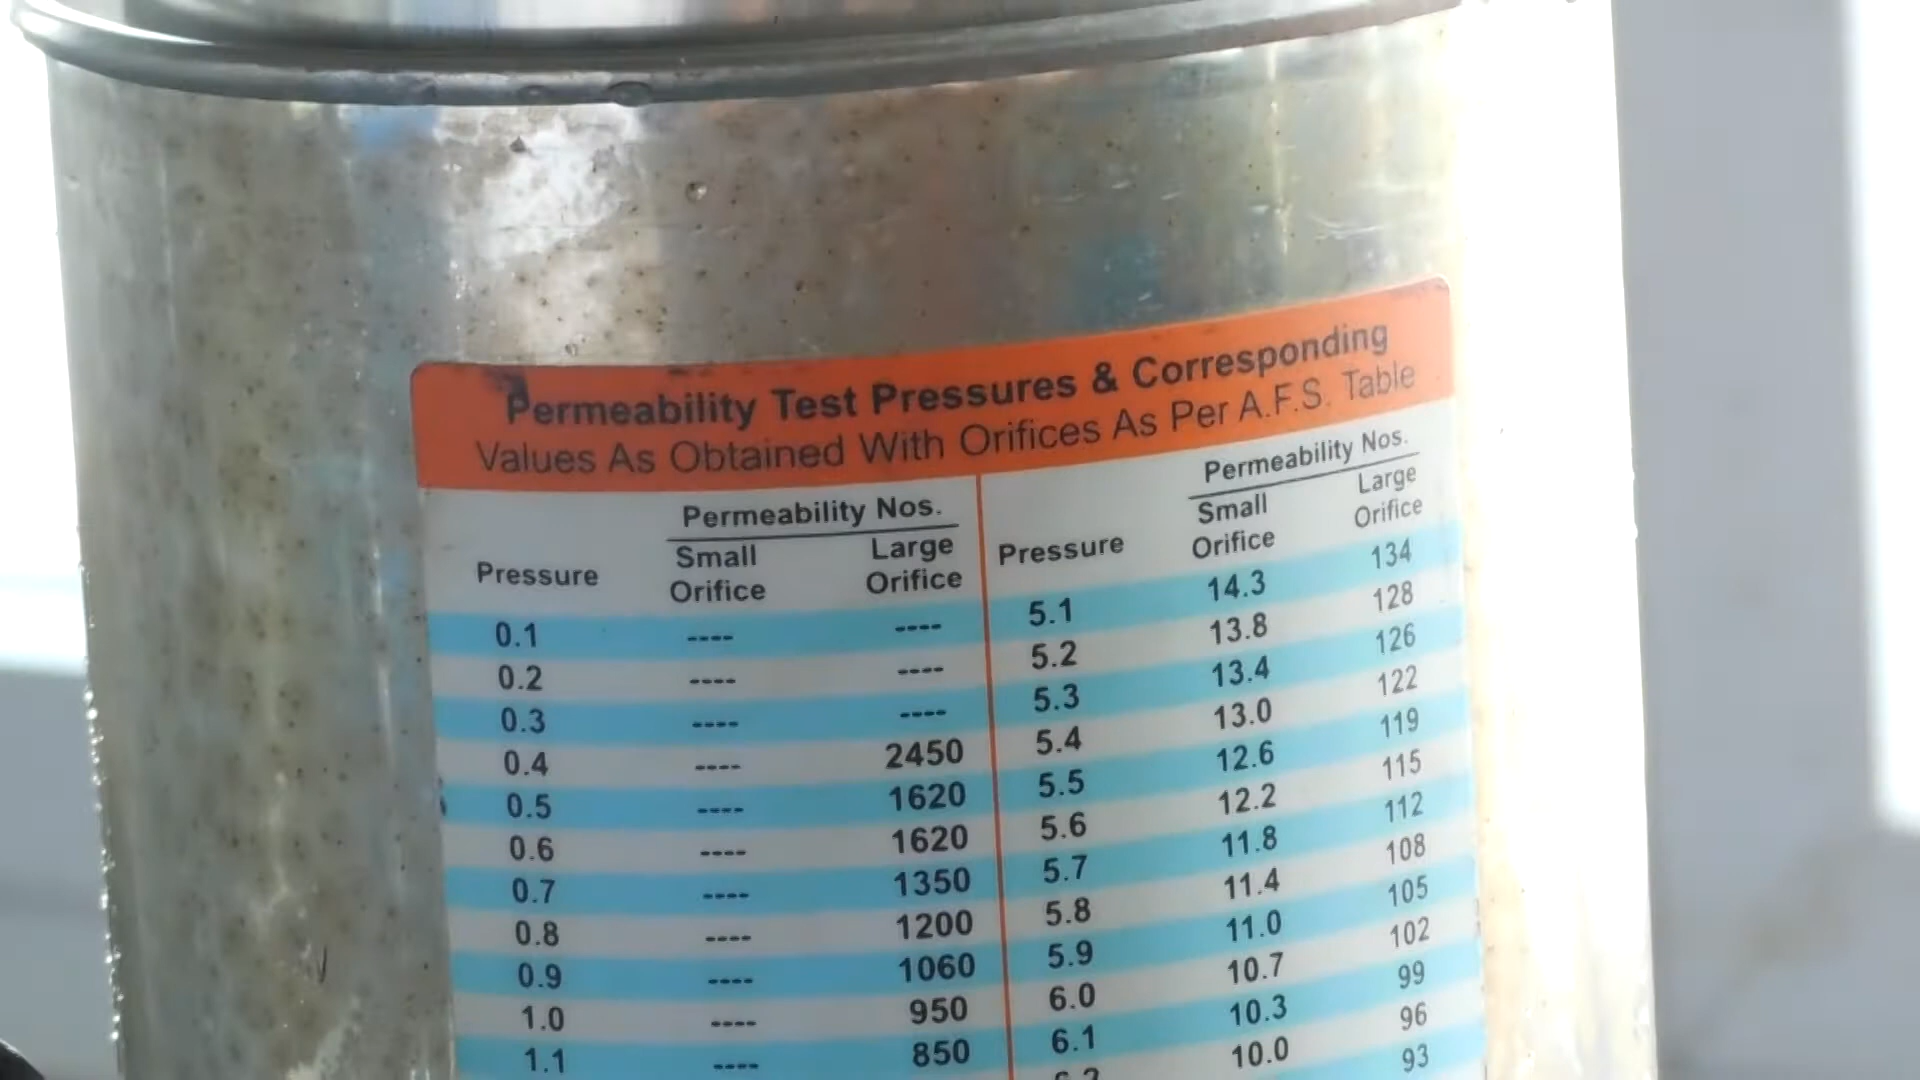 Permeability Test Pressures & Corresponding
Values As Obtained With Orifices As Per A.F.S. Table
Permeability Nos.
Pressure Small Orifice Large Orifice
0.1 ---- ----
0.2 ---- ----
0.3 ---- ----
0.4 ---- 2450
0.5 ---- 1620
0.6 ---- 1620
0.7 ---- 1350
0.8 ---- 1200
0.9 ---- 1060
1.0 ---- 950
1.1 ---- 850
Permeability Nos.
Pressure Small Orifice Large Orifice
5.1 14.3 134
5.2 13.8 128
5.3 13.4 126
5.4 13.0 122
5.5 12.6 119
5.6 12.2 115
5.7 11.8 112
5.8 11.4 108
5.9 11.0 105
6.0 10.7 102
6.1 10.3 99
10.0 96
93